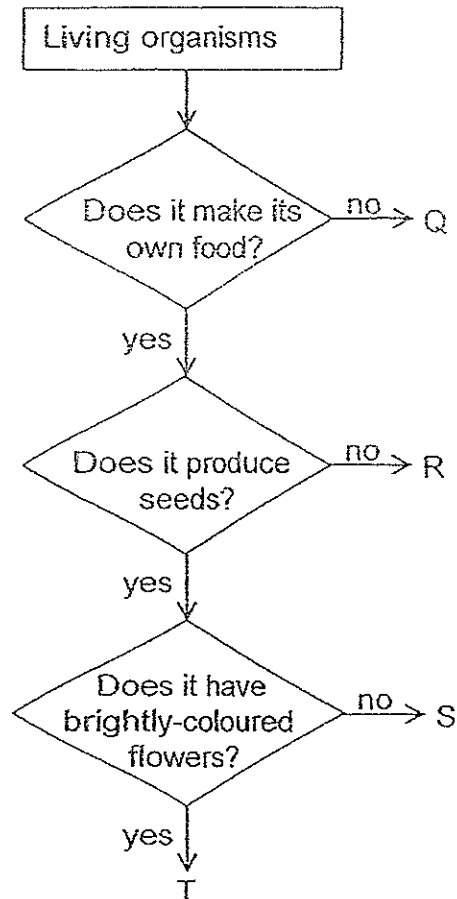 Living organisms
Does it make its
own food?
no
Q
yes
Does it produce
seeds?
no
R
yes
Does it have
brightly-coloured
flowers?
no
S
yes
T